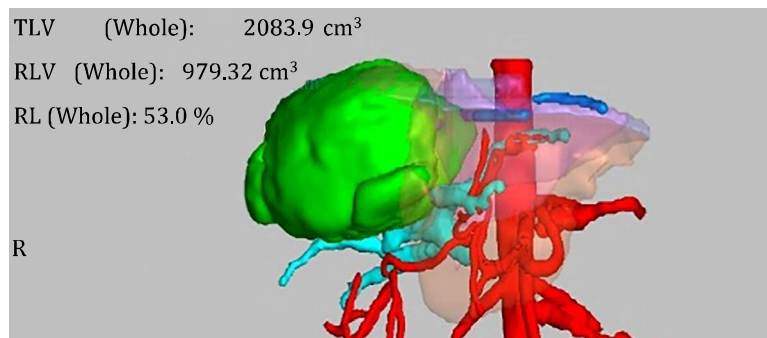 TLV (Whole): 2083.9 cm³
RLV (Whole): 979.32 cm³
RL (Whole): 53.0 %
R